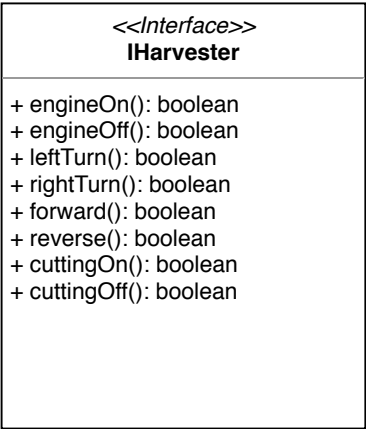 <<Interface>>
IHarvester
+ engineOn(): boolean
+ engineOff(): boolean
+ leftTurn(): boolean
+ rightTurn(): boolean
+ forward(): boolean
+ reverse(): boolean
+ cuttingOn(): boolean
+ cuttingOff(): boolean